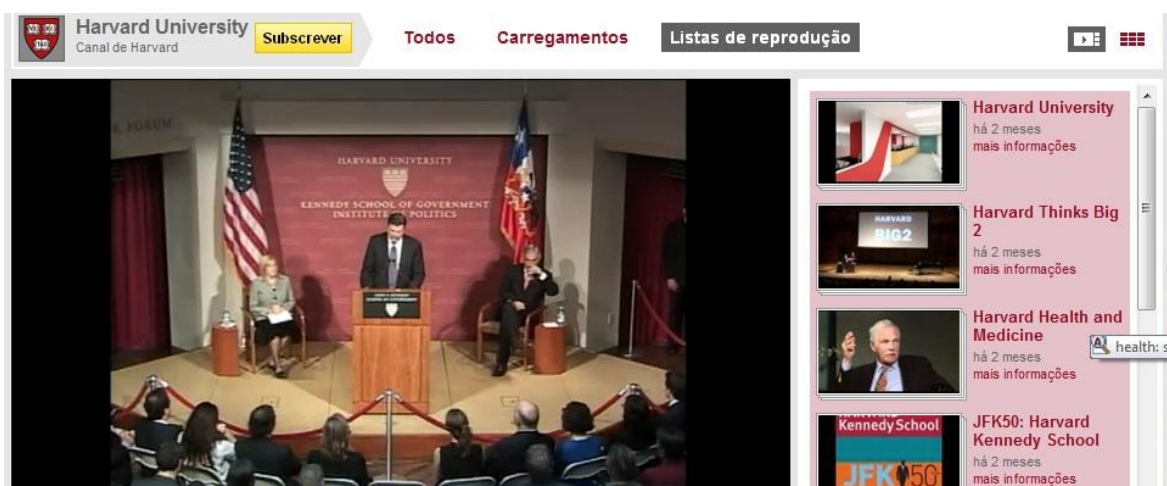 Harvard University
Canal de Harvard
Subscrever
Todos
Carregamentos
Listas de reprodução
FORUM
HARVARD UNIVERSITY
KENNEDY SCHOOL OF GOVERNMENT
INSTITUTE OF POLITICS
Harvard University
há 2 meses
mais informações
HARVARD
BIG2
Harvard Thinks Big
2
há 2 meses
mais informações
Harvard Health and
Medicine
há 2 meses
mais informações
health: s
Kennedy School
JFK50
JFK50: Harvard
Kennedy School
há 2 meses
mais informações